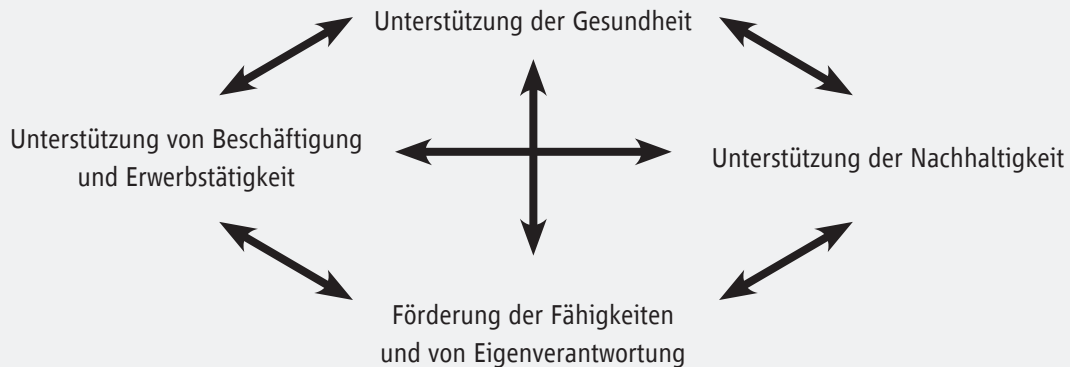 Unterstützung der Gesundheit
Unterstützung von Beschäftigung
und Erwerbstätigkeit
Unterstützung der Nachhaltigkeit
Förderung der Fähigkeiten
und von Eigenverantwortung